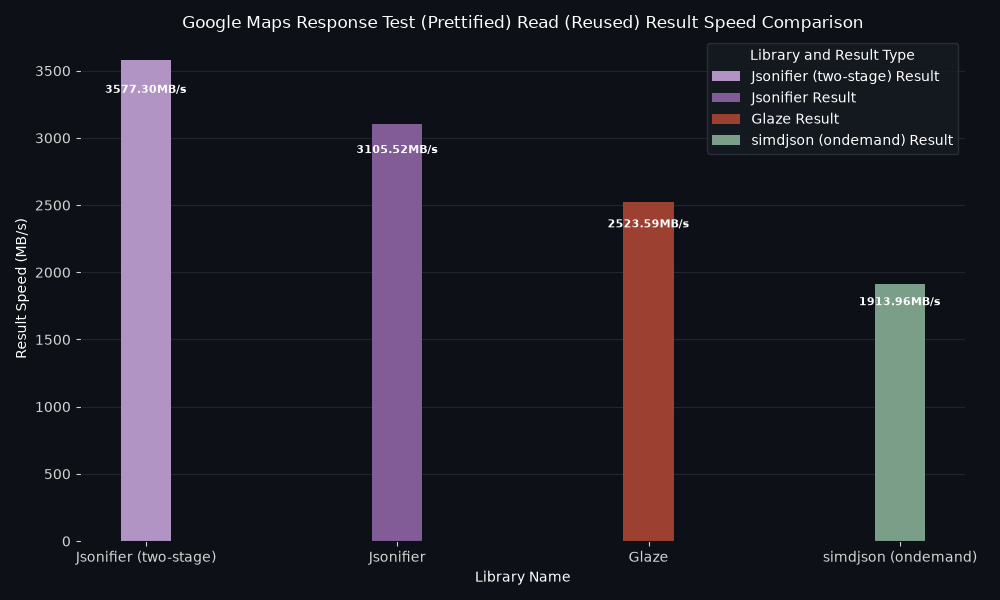 Google Maps Response Test (Prettified) Read (Reused) Result Speed Comparison
Library and Result Type
Jsonifier (two-stage) Result
Jsonifier Result
Glaze Result
simdjson (ondemand) Result
Result Speed (MB/s)
3500
3000
2500
2000
1500
1000
500
0
3577.30MB/s
3105.52MB/s
2523.59MB/s
1913.96MB/s
Jsonifier (two-stage)
Jsonifier
Glaze
simdjson (ondemand)
Library Name